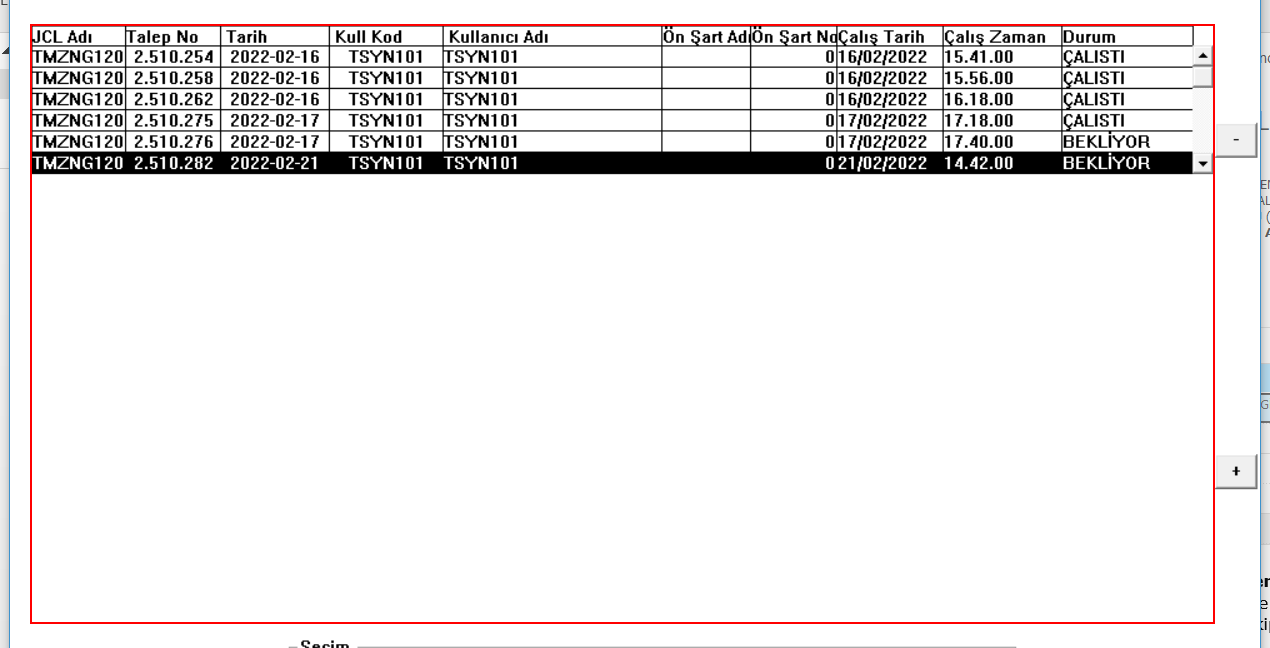 JCL Adı Talep No Tarih Kull Kod Kullanıcı Adı Ön Şart Adı Ön Şart No Çalış Tarih Çalış Zaman Durum
TMZNG120 2.510.254 2022-02-16 TSYN101 TSYN101 0 16/02/2022 15.41.00 ÇALISTI
TMZNG120 2.510.258 2022-02-16 TSYN101 TSYN101 0 16/02/2022 15.56.00 ÇALISTI
TMZNG120 2.510.262 2022-02-16 TSYN101 TSYN101 0 16/02/2022 16.18.00 ÇALISTI
TMZNG120 2.510.275 2022-02-17 TSYN101 TSYN101 0 17/02/2022 17.18.00 ÇALISTI
TMZNG120 2.510.276 2022-02-17 TSYN101 TSYN101 0 17/02/2022 17.40.00 BEKLİYOR
TMZNG120 2.510.282 2022-02-21 TSYN101 TSYN101 0 21/02/2022 14.42.00 BEKLİYOR
-
+
Seçim